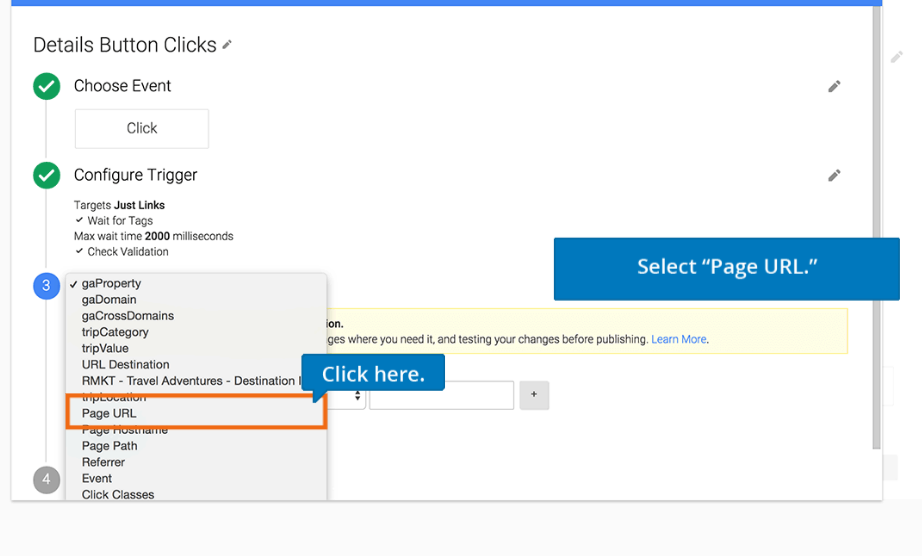 Details Button Clicks
Choose Event
Click
Configure Trigger
Targets Just Links
✓ Wait for Tags
Max wait time 2000 milliseconds
✓ Check Validation
Select “Page URL.”
3
✓ gaProperty
gaDomain
gaCrossDomains
tripCategory
tripValue
URL Destination
RMKT - Travel Adventures - Destination
tripLocation
Page URL
Page Hostname
Page Path
Referrer
Event
Click Classes
ion.
ges where you need it, and testing your changes before publishing. Learn More.
Click here.
+
4